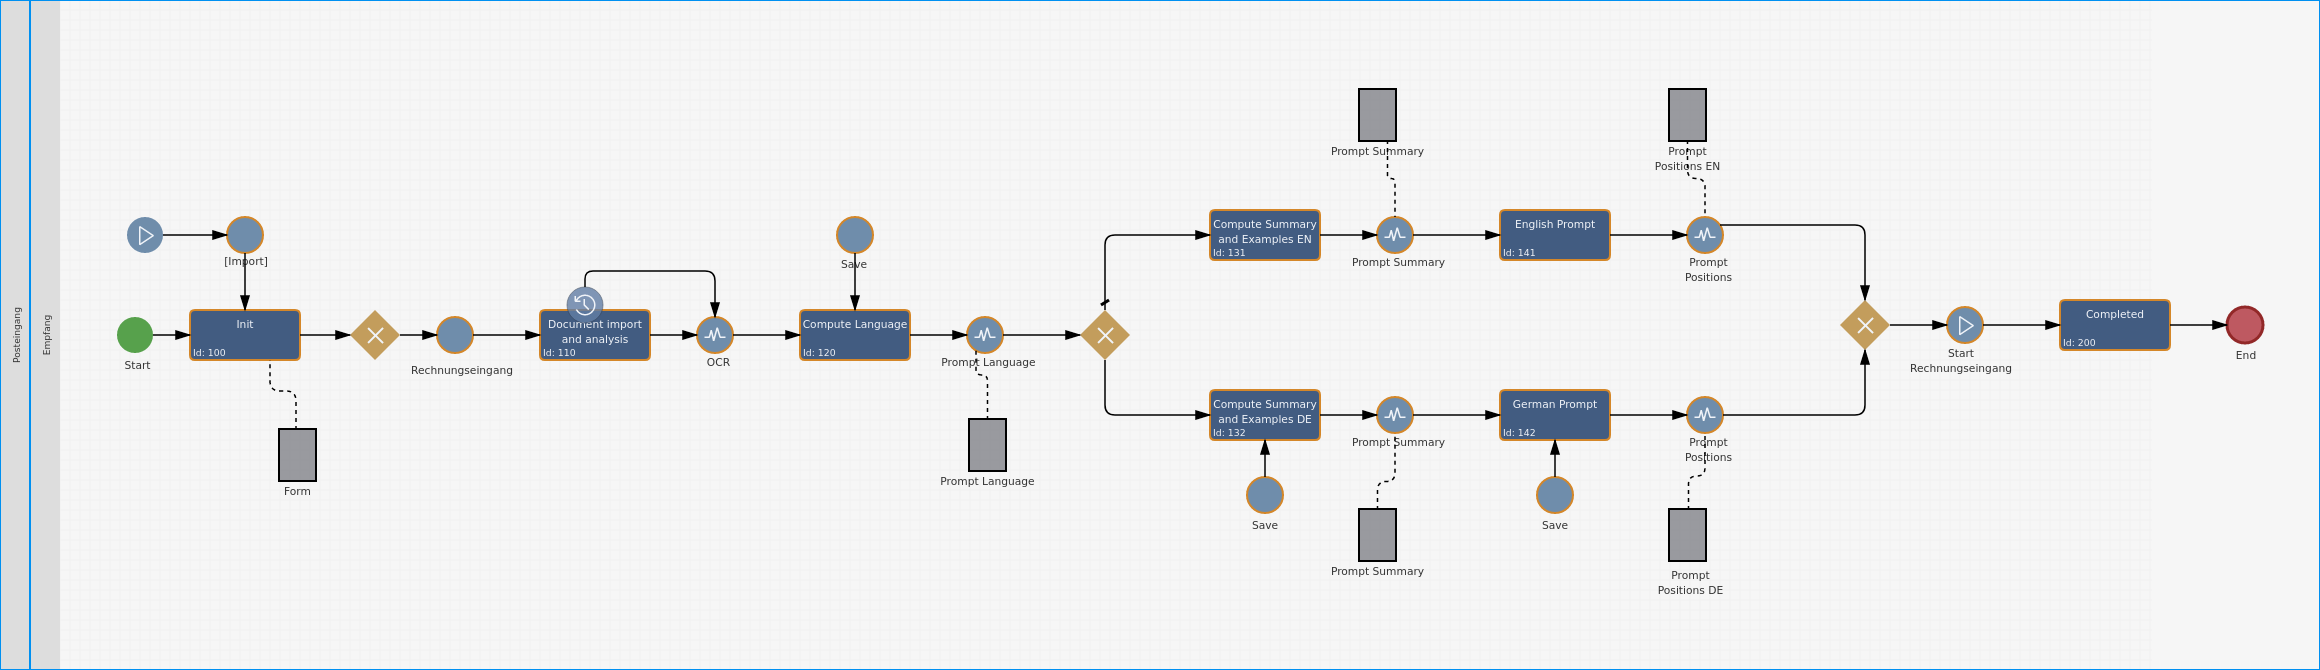 Posteingang
Empfang
[Import]
Start
Init
Id: 100
Form
Rechnungseingang
Document import
and analysis
Id: 110
OCR
Save
Compute Language
Id: 120
Prompt Language
Prompt Language
Prompt Summary
Compute Summary
and Examples EN
Id: 131
Prompt Summary
English Prompt
Id: 141
Prompt
Positions EN
Prompt
Positions
Compute Summary
and Examples DE
Id: 132
Save
Prompt Summary
Prompt Summary
German Prompt
Id: 142
Save
Prompt
Positions
Prompt
Positions DE
Start
Rechnungseingang
Completed
Id: 200
End